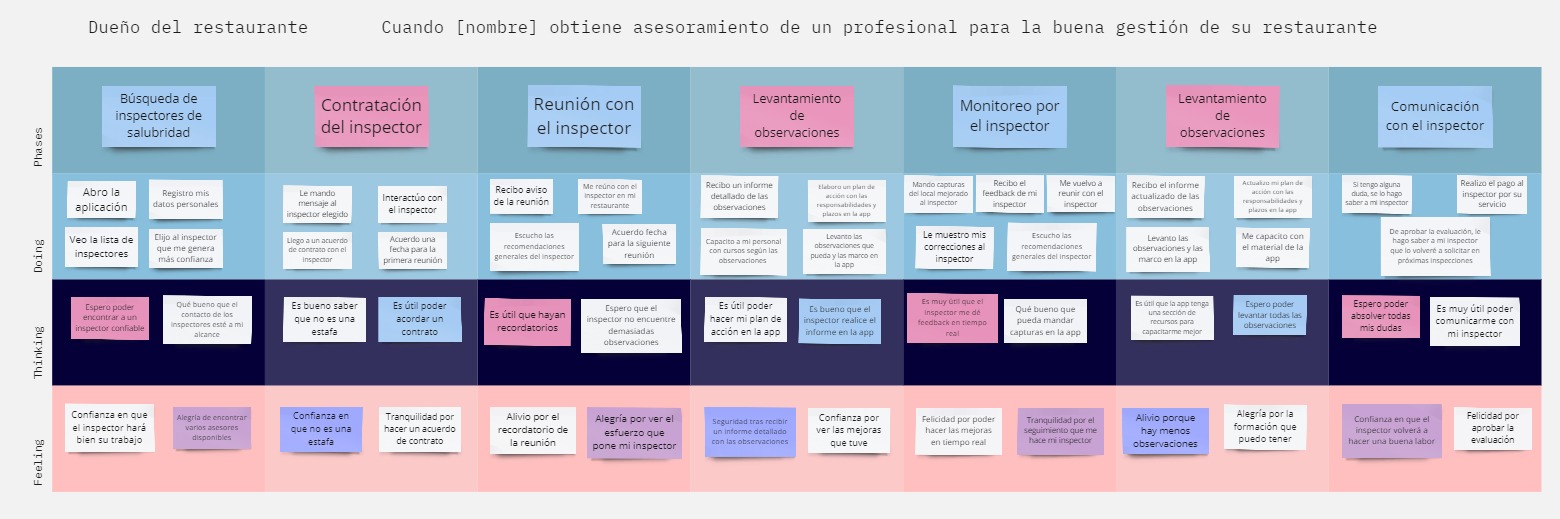 Dueño del restaurante
Cuando [nombre] obtiene asesoramiento de un profesional para la buena gestión de su restaurante
Phases
Búsqueda de
inspectores de
salubridad
Contratación
del inspector
Reunión con
el inspector
Levantamiento
de
observaciones
Monitoreo por
el inspector
Levantamiento
de
observaciones
Comunicación
con el inspector
Doing
Abro la
aplicación
Registro mis
datos personales
Veo la lista de
inspectores
Elijo al inspector
que me genera
más confianza
Le mando
mensaje al
inspector elegido
Interactúo con
el inspector
Llego a un acuerdo
de contrato con el
inspector
Acuerdo una
fecha para la
primera reunión
Recibo aviso
de la reunión
Me reúno con el
inspector en mi
restaurante
Escucho las
recomendaciones
generales del inspector
Acuerdo fecha
para la siguiente
reunión
Recibo un informe
detallado de las
observaciones
Elaboro un plan de
acción con las
responsabilidades y
plazos en la app
Capacito a mi personal
con cursos según las
observaciones
Levanto las
observaciones que
pueda y las marco en
la app
Mando capturas
del local mejorado
al inspector
Recibo el
feedback de mi
inspector
Me vuelvo a
reunir con el
inspector
Le muestro mis
correcciones al
inspector
Escucho las
recomendaciones
generales del inspector
Recibo el informe
actualizado de las
observaciones
Actualizo mi plan de
acción con las
responsabilidades y
plazos en la app
Levanto las
observaciones y las
marco en la app
Me capacito con
el material de la
app
Si tengo alguna
duda, se lo hago
saber a mi inspector
Realizo el pago al
inspector por su
servicio
De aprobar la evaluación, le
hago saber a mi inspector
que lo volveré a solicitar en
próximas inspecciones
Thinking
Espero poder
encontrar a un
inspector confiable
Qué bueno que el
contacto de los
inspectores esté a mi
alcance
Es bueno saber
que no es una
estafa
Es útil poder
acordar un
contrato
Es útil que hayan
recordatorios
Espero que el
inspector no encuentre
demasiadas
observaciones
Es útil poder
hacer mi plan de
acción en la app
Es bueno que el
inspector realice el
informe en la app
Es muy útil que el
inspector me dé
feedback en tiempo
real
Qué bueno que
pueda mandar
capturas en la app
Es útil que la app tenga
una sección de
recursos para
capacitarme mejor
Espero poder
levantar todas las
observaciones
Espero poder
absolver todas
mis dudas
Es muy útil poder
comunicarme con
mi inspector
Feeling
Confianza en que
el inspector hará
bien su trabajo
Alegría de encontrar
varios asesores
disponibles
Confianza en
que no es una
estafa
Tranquilidad por
hacer un acuerdo
de contrato
Alivio por el
recordatorio de
la reunión
Alegría por ver el
esfuerzo que
pone mi inspector
Seguridad tras recibir
un informe detallado
con las observaciones
Confianza por
ver las mejoras
que tuve
Felicidad por poder
hacer las mejoras
en tiempo real
Tranquilidad por el
seguimiento que me
hace mi inspector
Alivio porque
hay menos
observaciones
Alegría por la
formación que
puedo tener
Confianza en que el
inspector volverá a
hacer una buena labor
Felicidad por
aprobar la
evaluación